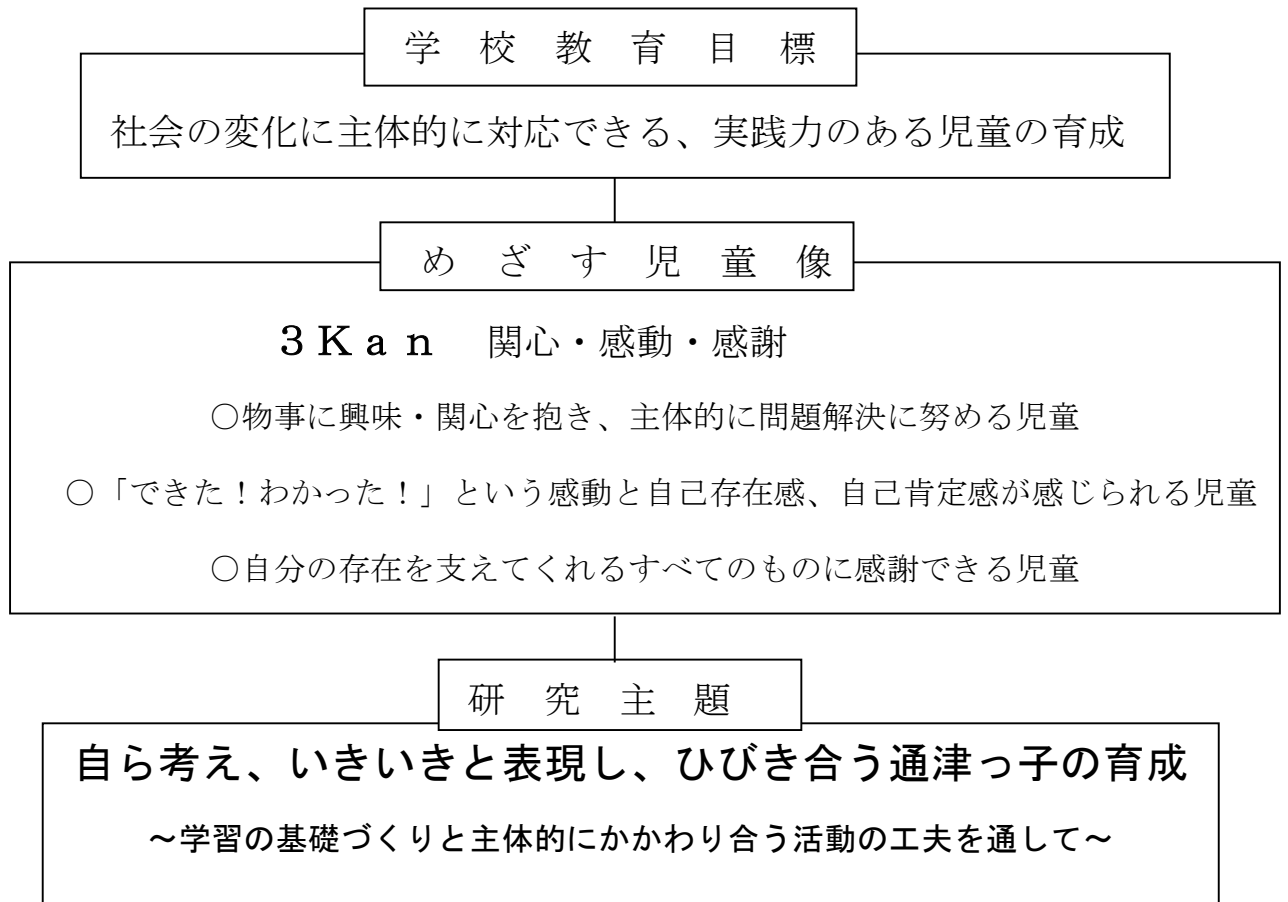 学 校 教 育 目 標
社会の変化に主体的に対応できる、実践力のある児童の育成
め ざ す 児 童 像
３Ｋａｎ　関心・感動・感謝
○物事に興味・関心を抱き、主体的に問題解決に努める児童
○「できた！わかった！」という感動と自己存在感、自己肯定感が感じられる児童
○自分の存在を支えてくれるすべてのものに感謝できる児童
研 究 主 題
自ら考え、いきいきと表現し、ひびき合う通津っ子の育成
～学習の基礎づくりと主体的にかかわり合う活動の工夫を通して～